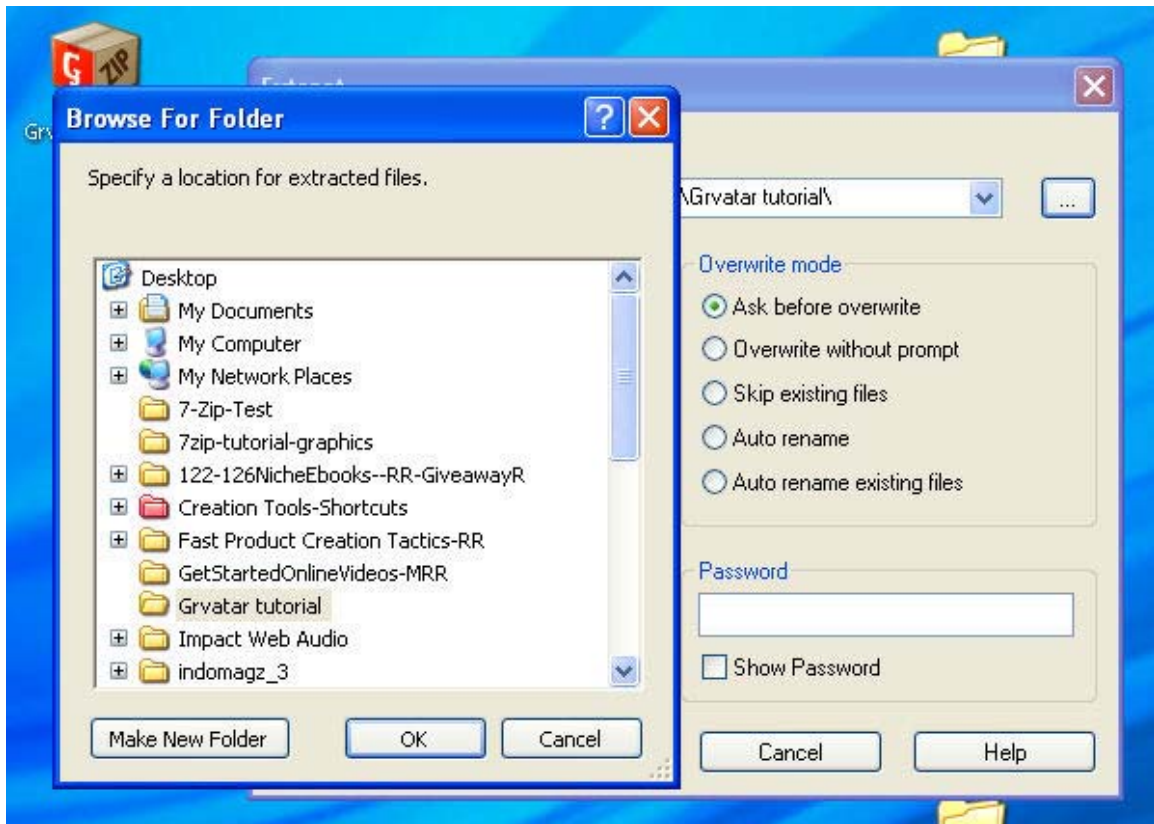 G
ZIP
Grv
Extract
Browse For Folder
?
Specify a location for extracted files.
\Grvatar tutorial\
...
Desktop
My Documents
My Computer
My Network Places
7-Zip-Test
7zip-tutorial-graphics
122-126NicheEbooks--RR-GiveawayR
Creation Tools-Shortcuts
Fast Product Creation Tactics-RR
GetStartedOnlineVideos-MRR
Grvatar tutorial
Impact Web Audio
indomagz_3
Make New Folder
OK
Cancel
Overwrite mode
Ask before overwrite
Overwrite without prompt
Skip existing files
Auto rename
Auto rename existing files
Password
Show Password
Cancel
Help